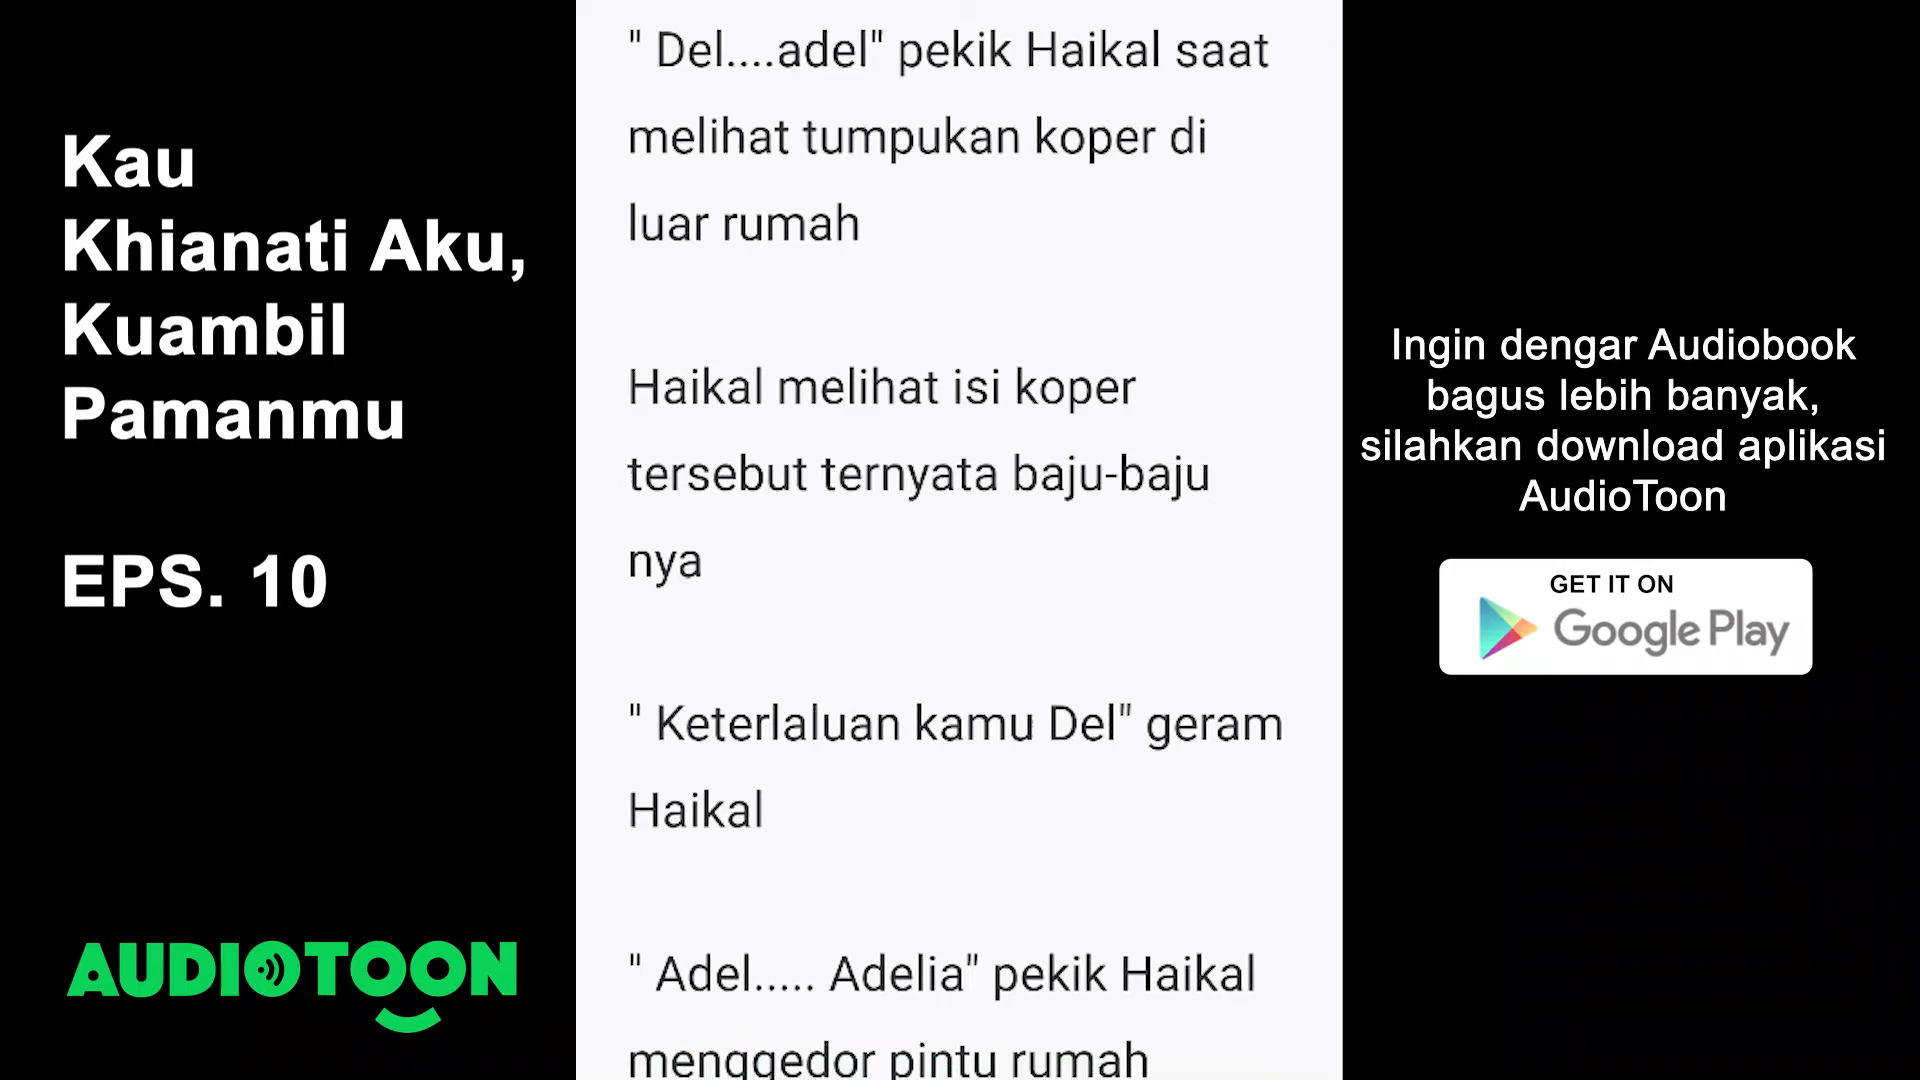 Kau
Khianati Aku,
Kuambil
Pamanmu
EPS. 10
AUDIOTOON
" Del....adel" pekik Haikal saat
melihat tumpukan koper di
luar rumah
Haikal melihat isi koper
tersebut ternyata baju-baju
nya
" Keterlaluan kamu Del" geram
Haikal
" Adel..... Adelia" pekik Haikal
menggedor pintu rumah
Ingin dengar Audiobook
bagus lebih banyak,
silahkan download aplikasi
AudioToon
GET IT ON
Google Play